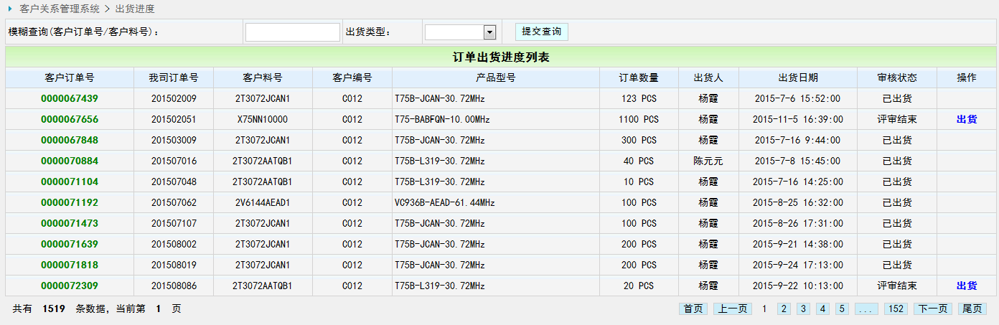 客户关系管理系统 > 出货进度
模糊查询(客户订单号/客户料号): 出货类型: 提交查询
订单出货进度列表
客户订单号 我司订单号 客户料号 客户编号 产品型号 订单数量 出货人 出货日期 审核状态 操作
0000067439 201502009 2T3072JCAN1 C012 T75B-JCAN-30.72MHz 123 PCS 杨霞 2015-7-6 15:52:00 已出货
0000067656 201502051 X75NN10000 C012 T75-BABFQN-10.00MHz 1100 PCS 杨霞 2015-11-5 16:39:00 评审结束 出货
0000067848 201503009 2T3072JCAN1 C012 T75B-JCAN-30.72MHz 300 PCS 杨霞 2015-7-16 9:44:00 已出货
0000070884 201507016 2T3072AATQB1 C012 T75B-L319-30.72MHz 40 PCS 陈元元 2015-7-8 15:45:00 已出货
0000071104 201507048 2T3072AATQB1 C012 T75B-L319-30.72MHz 10 PCS 杨霞 2015-7-16 14:25:00 已出货
0000071192 201507062 2V6144AEAD1 C012 VC936B-AEAD-61.44MHz 100 PCS 杨霞 2015-8-25 16:32:00 已出货
0000071473 201507107 2T3072JCAN1 C012 T75B-JCAN-30.72MHz 100 PCS 杨霞 2015-8-26 17:31:00 已出货
0000071639 201508002 2T3072JCAN1 C012 T75B-JCAN-30.72MHz 200 PCS 杨霞 2015-9-21 14:38:00 已出货
0000071818 201508019 2T3072JCAN1 C012 T75B-JCAN-30.72MHz 200 PCS 杨霞 2015-9-24 17:13:00 已出货
0000072309 201508086 2T3072AATQB1 C012 T75B-L319-30.72MHz 20 PCS 杨霞 2015-9-22 10:13:00 评审结束 出货
共有 1519 条数据, 当前第 1 页 首页 上一页 1 2 3 4 5 ... 152 下一页 尾页